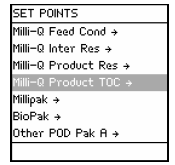 SET POINTS
Milli-Q Feed Cond →
Milli-Q Inter Res →
Milli-Q Product Res →
Milli-Q Product TOC →
Millipak →
BioPak →
Other POD Pak A →